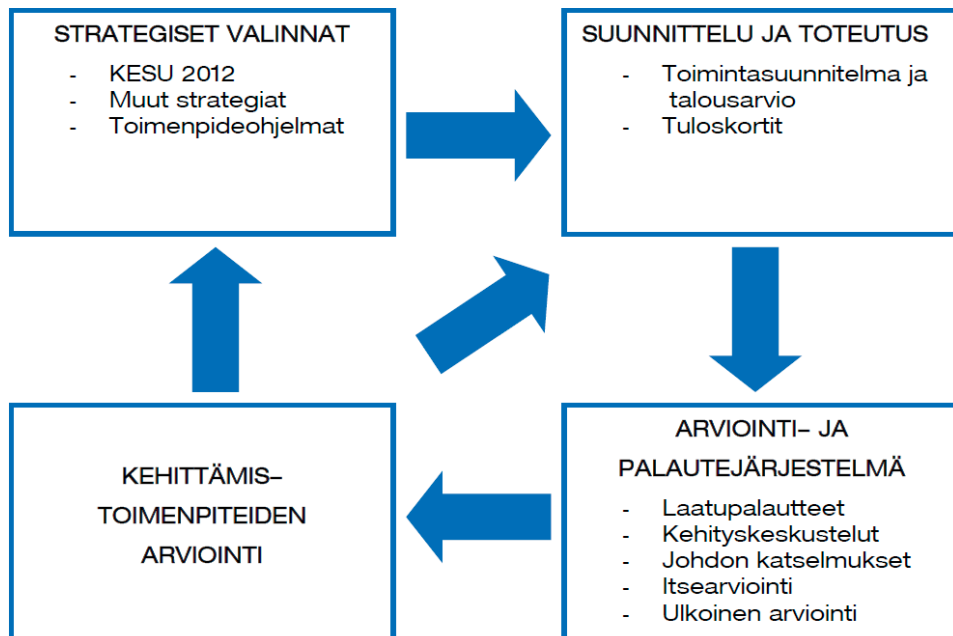 STRATEGISET VALINNAT
- KESU 2012
- Muut strategiat
- Toimenpideohjelmat
SUUNNITTELU JA TOTEUTUS
- Toimintasuunnitelma ja
talousarvio
- Tuloskortit
ARVIOINTI- JA
PALAUTEJÄRJESTELMÄ
- Laatupalautteet
- Kehityskeskustelut
- Johdon katselmukset
- Itsearviointi
- Ulkoinen arviointi
KEHITTÄMIS-
TOIMENPITEIDEN
ARVIOINTI